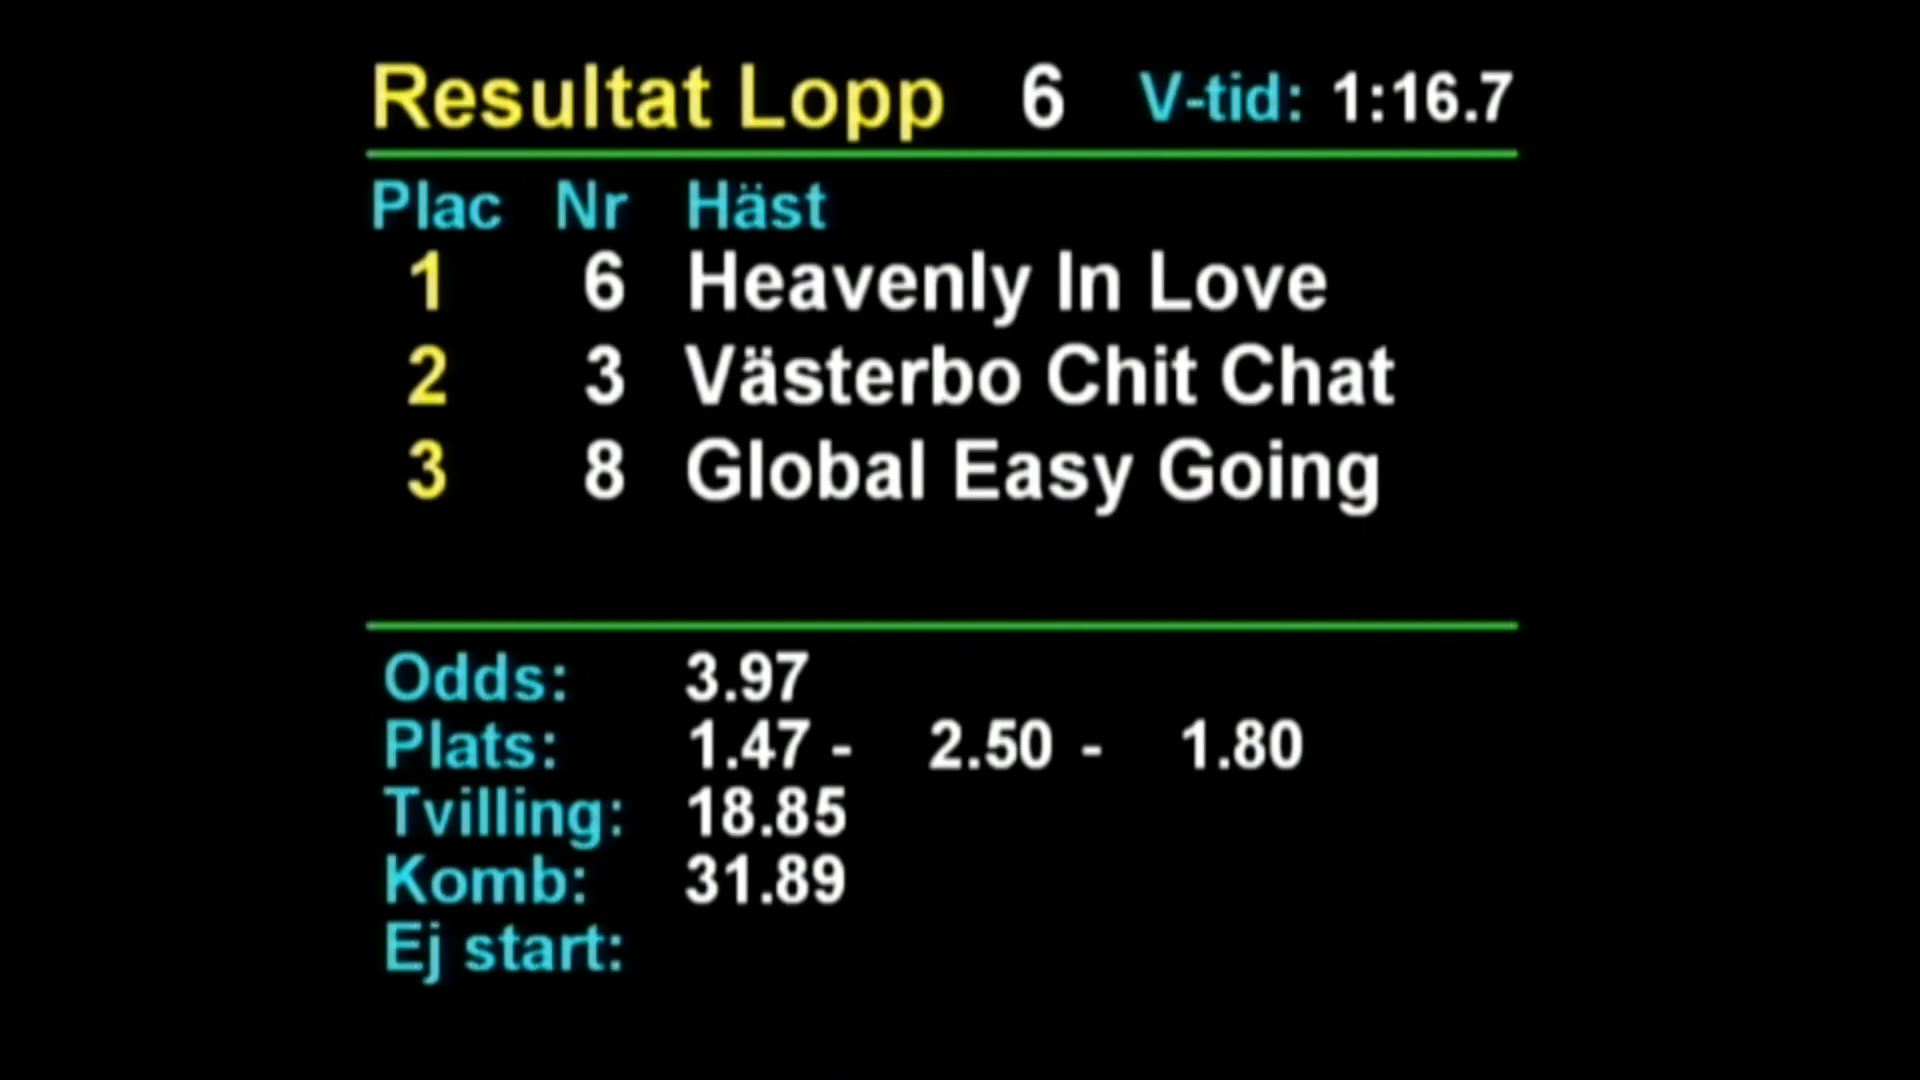 Resultat Lopp 6 V-tid: 1:16.7
Plac Nr Häst
1 6 Heavenly In Love
2 3 Västerbo Chit Chat
3 8 Global Easy Going
Odds: 3.97
Plats: 1.47 - 2.50 - 1.80
Tvilling: 18.85
Komb: 31.89
Ej start: